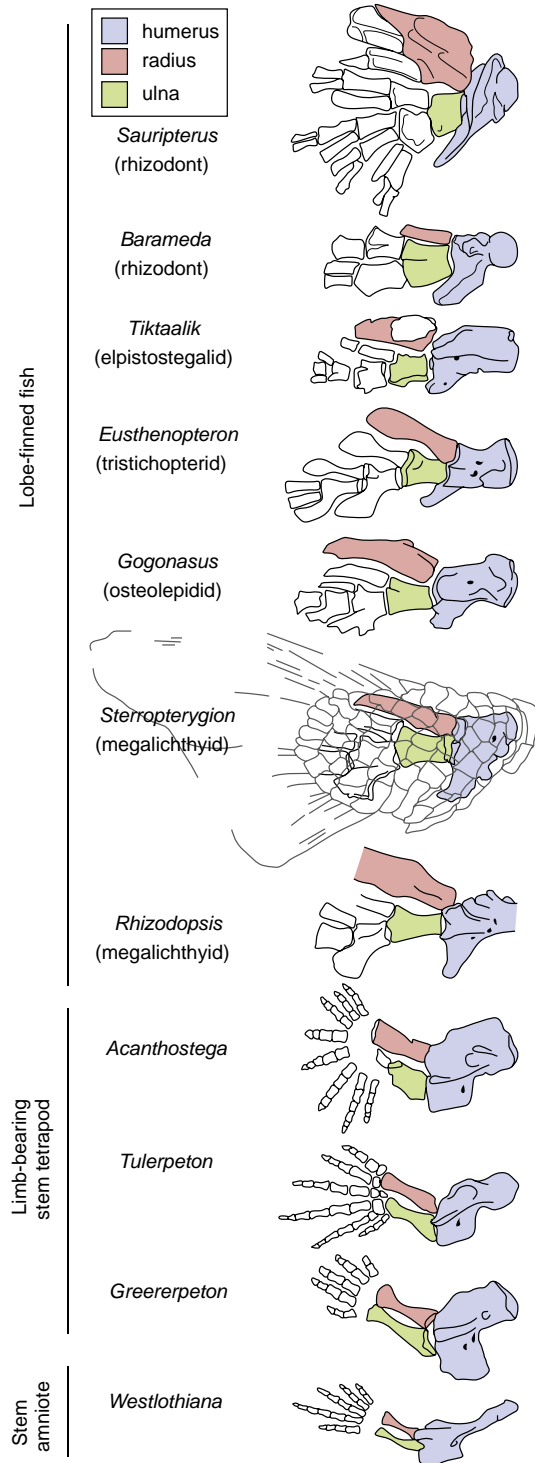 humerus
radius
ulna
Sauripterus
(rhizodont)
Barameda
(rhizodont)
Tiktaalik
(elpistostegalid)
Eusthenopteron
(tristichopterid)
Gogonasus
(osteolepidid)
Sterropterygion
(megalichthyid)
Rhizodopsis
(megalichthyid)
Lobe-finned fish
Acanthostega
Tulerpeton
Greererpeton
Limb-bearing
stem tetrapod
Westlothiana
Stem
amniote